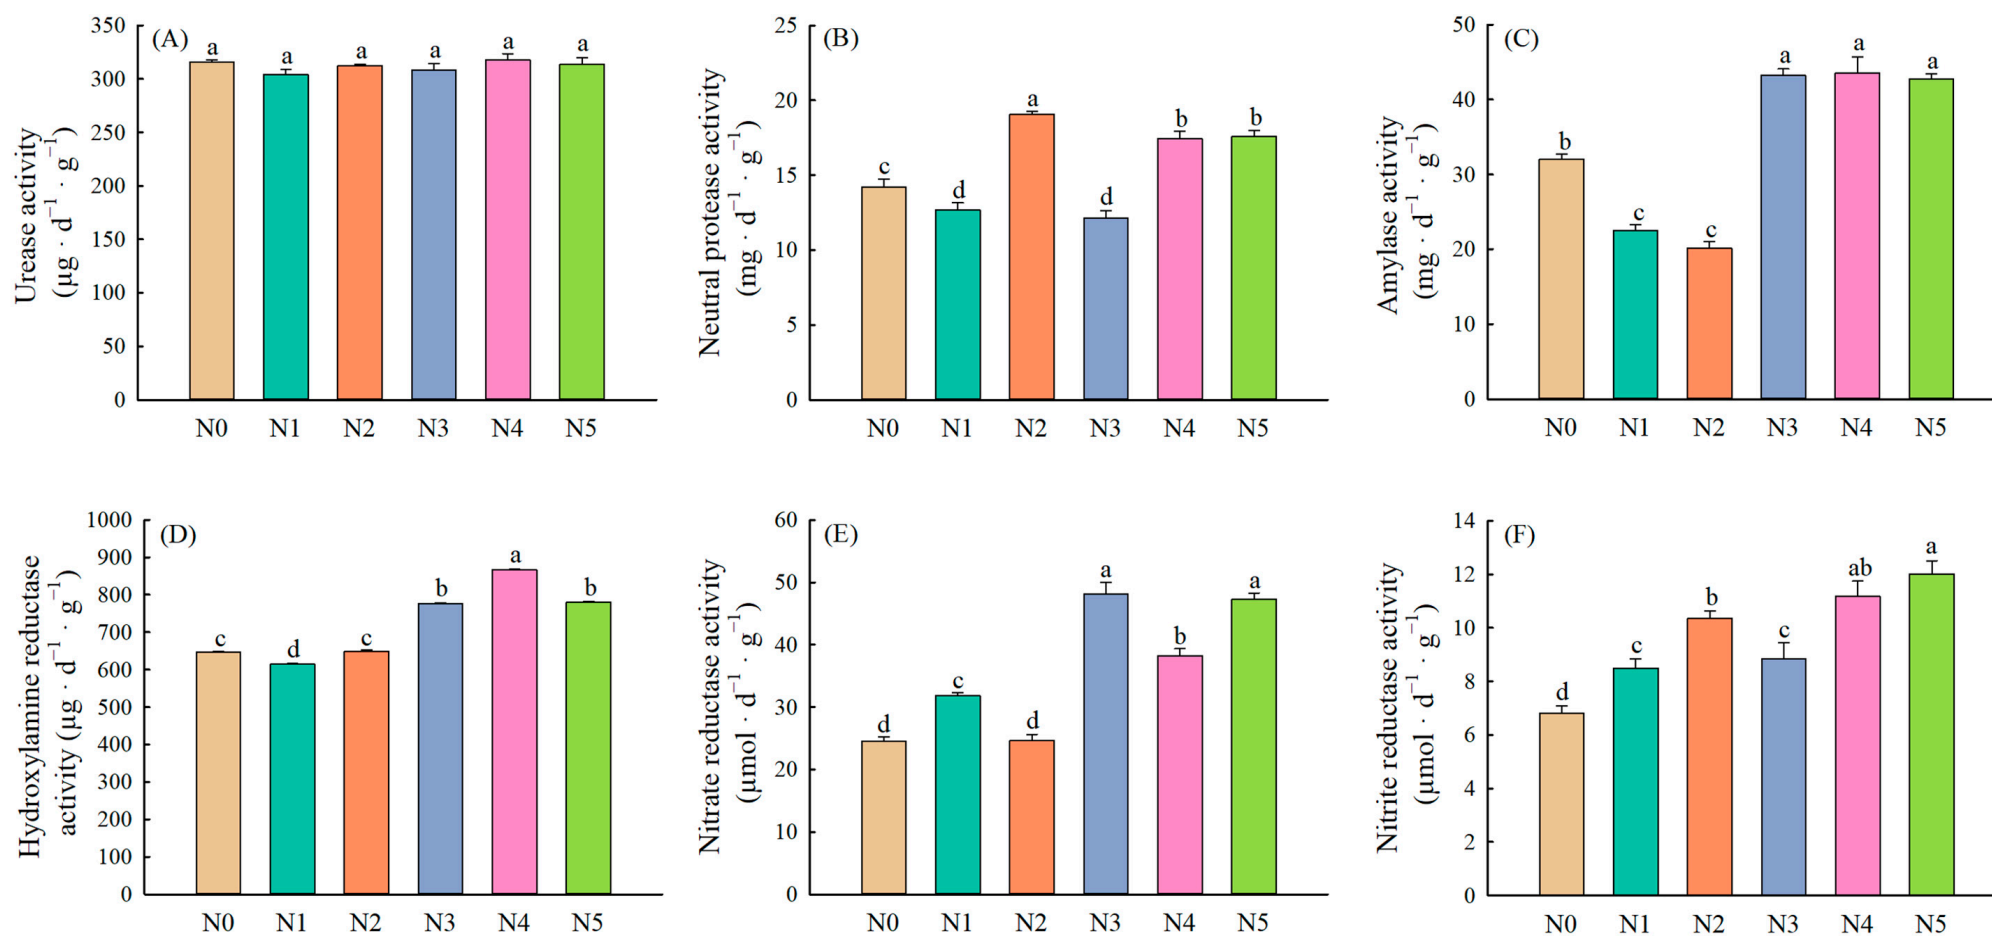 (A)
Urease activity
(μg · d⁻¹ · g⁻¹)
350
300
250
200
150
100
50
0
a a a a a a
N0 N1 N2 N3 N4 N5
(B)
Neutral protease activity
(mg · d⁻¹ · g⁻¹)
25
20
15
10
5
0
c d a d b b
N0 N1 N2 N3 N4 N5
(C)
Amylase activity
(mg · d⁻¹ · g⁻¹)
50
40
30
20
10
0
b c c a a a
N0 N1 N2 N3 N4 N5
(D)
Hydroxylamine reductase
activity (μg · d⁻¹ · g⁻¹)
1000
900
800
700
600
500
400
300
200
100
0
c d c b a b
N0 N1 N2 N3 N4 N5
(E)
Nitrate reductase activity
(μmol · d⁻¹ · g⁻¹)
60
50
40
30
20
10
0
d c d a b a
N0 N1 N2 N3 N4 N5
(F)
Nitrite reductase activity
(μmol · d⁻¹ · g⁻¹)
14
12
10
8
6
4
2
0
d c b c ab a
N0 N1 N2 N3 N4 N5